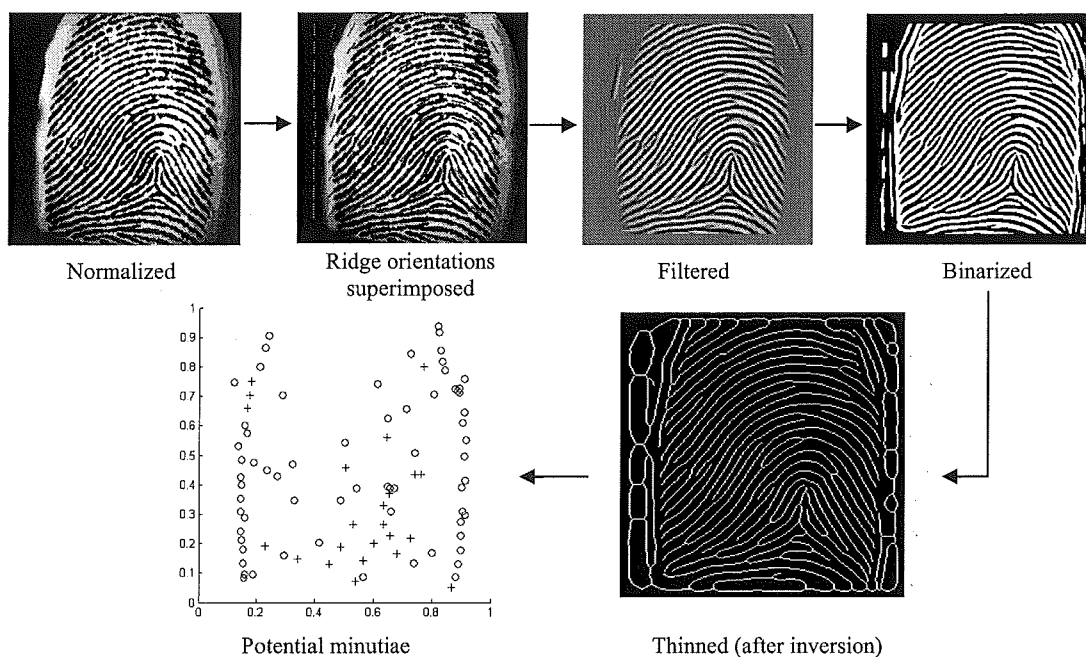 Normalized
Ridge orientations
superimposed
Filtered
Binarized
1
0.9
0.8
0.7
0.6
0.5
0.4
0.3
0.2
0.1
0
0 0.2 0.4 0.6 0.8 1
Potential minutiae
Thinned (after inversion)